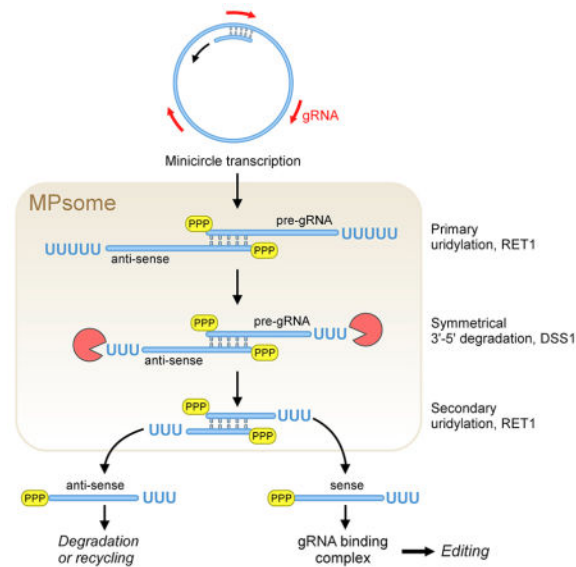 gRNA
Minicircle transcription
MPsome
PPP
pre-gRNA
UUUUU
UUUUU
anti-sense
PPP
Primary
uridylation, RET1
PPP
pre-gRNA
UUU
UUU
anti-sense
PPP
Symmetrical
3'-5' degradation, DSS1
PPP
UUU
UUU
PPP
Secondary
uridylation, RET1
anti-sense
PPP
UUU
sense
PPP
UUU
Degradation
or recycling
gRNA binding
complex
Editing